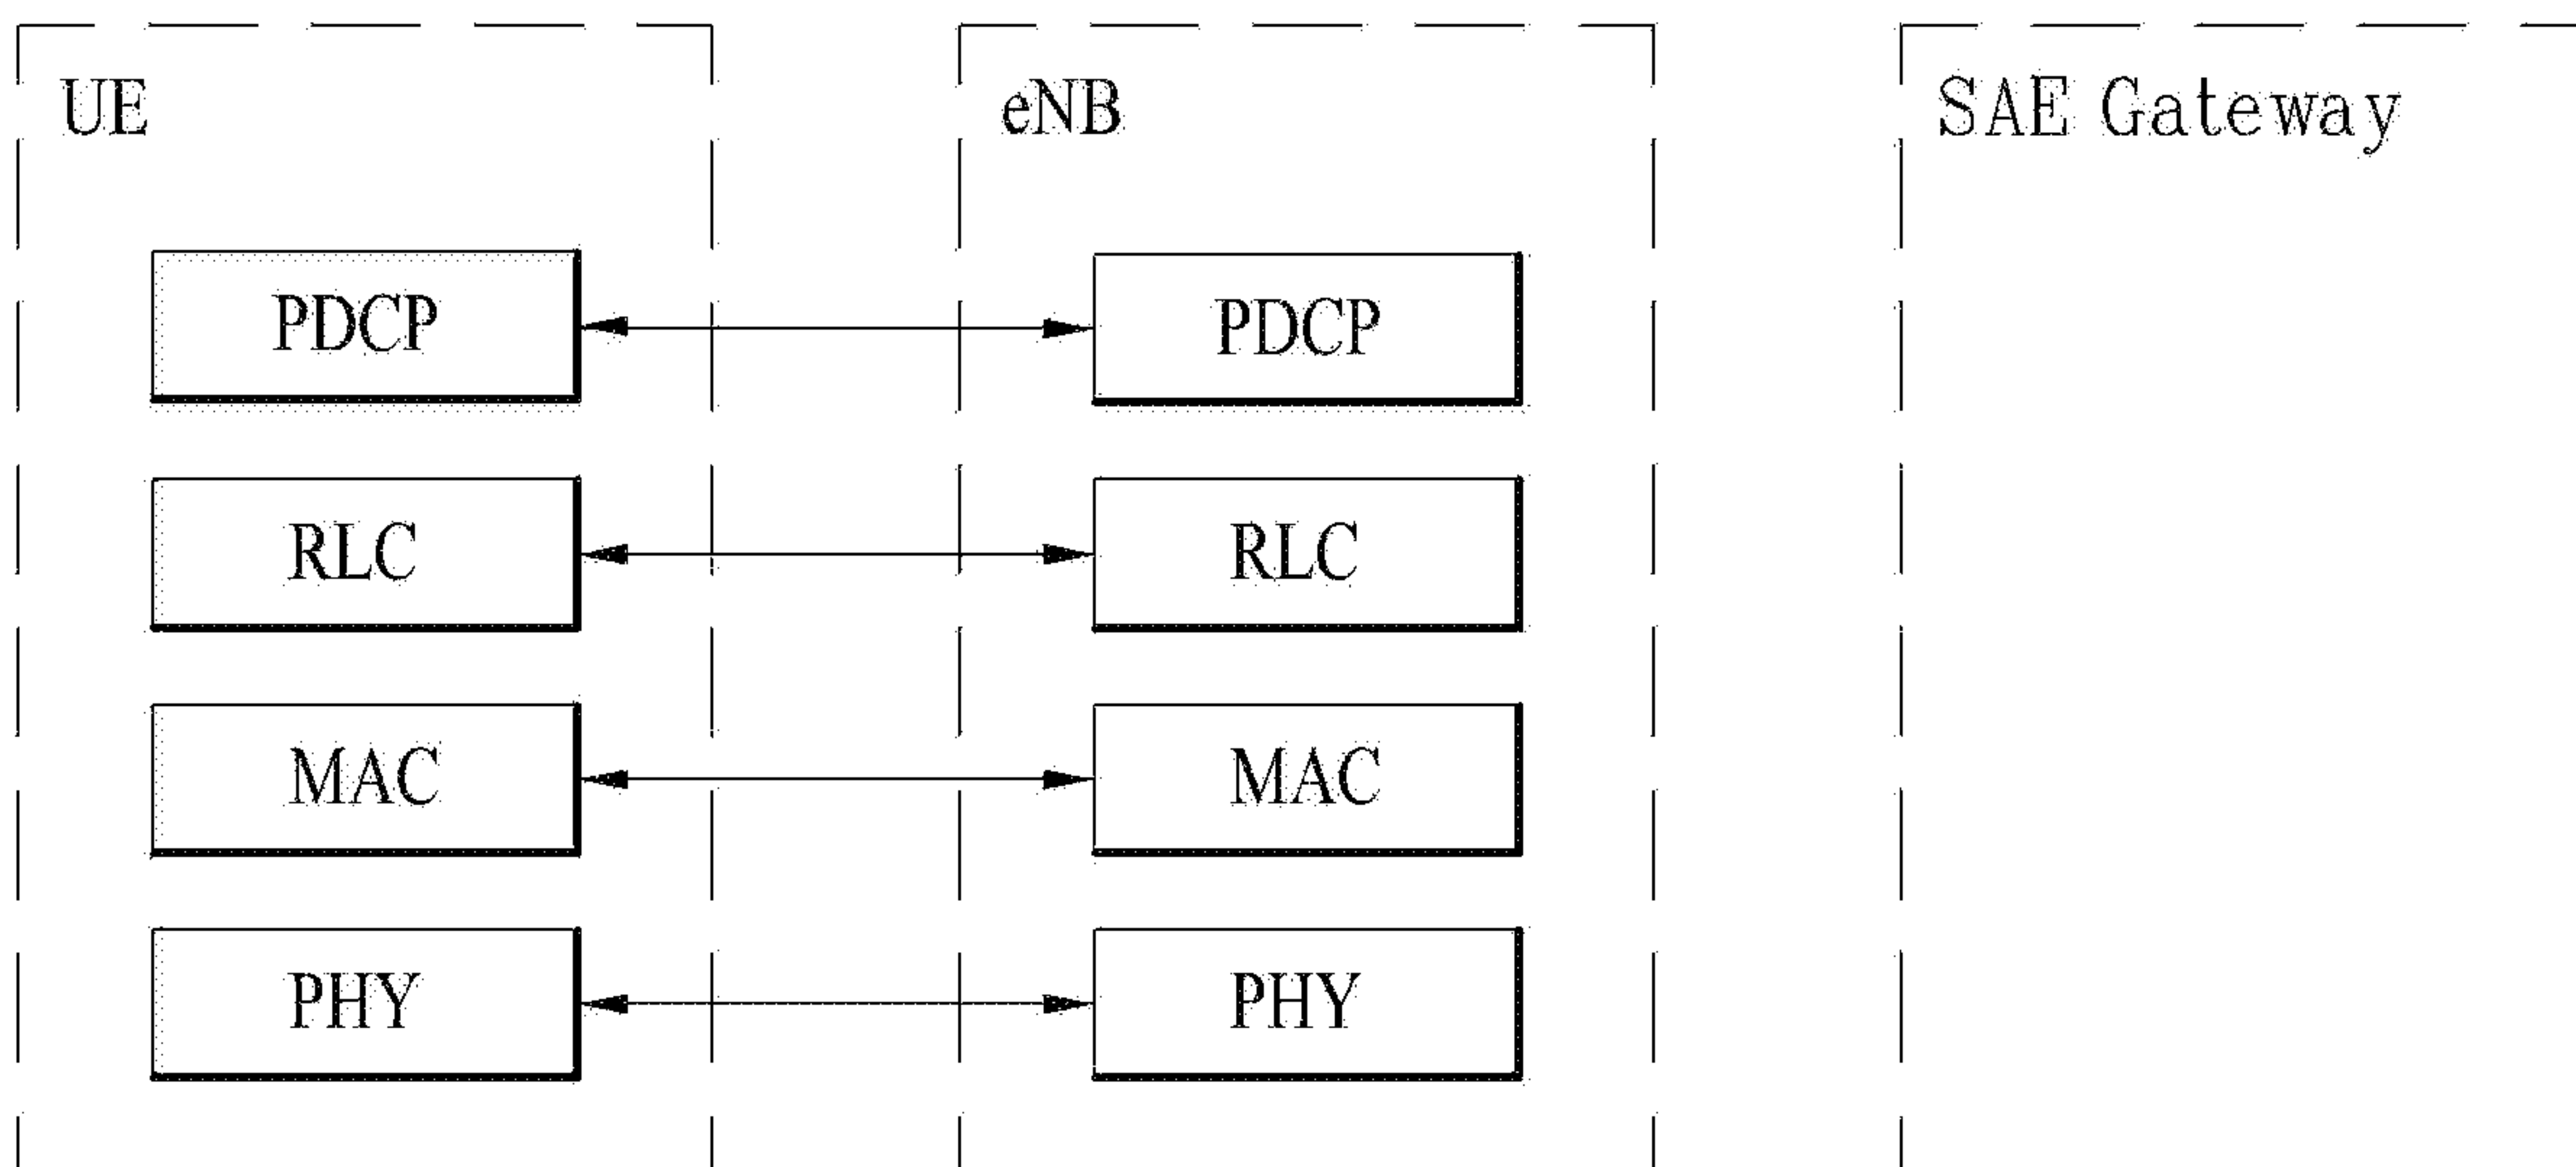 UE
eNB
SAE Gateway
PDCP
PDCP
RLC
RLC
MAC
MAC
PHY
PHY